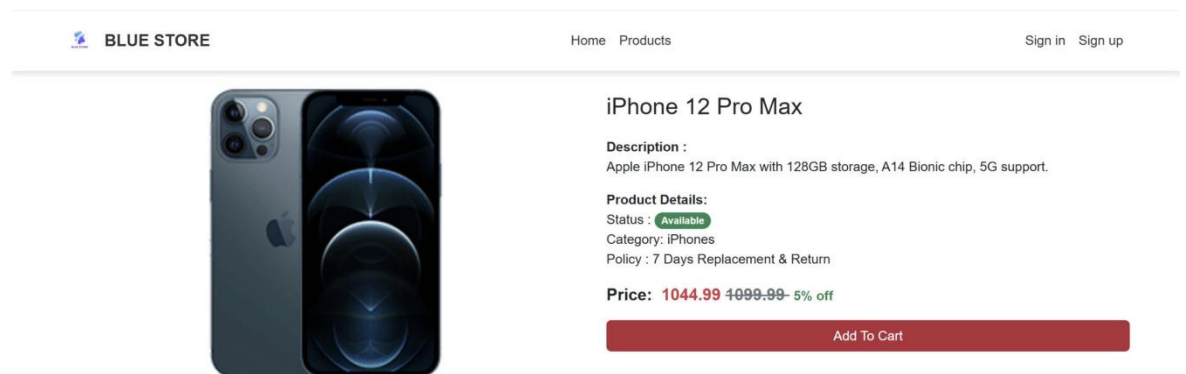 BLUE STORE
Home Products
Sign in Sign up
iPhone 12 Pro Max
Description :
Apple iPhone 12 Pro Max with 128GB storage, A14 Bionic chip, 5G support.
Product Details:
Status : Available
Category: iPhones
Policy : 7 Days Replacement & Return
Price: 1044.99 1099.99 5% off
Add To Cart